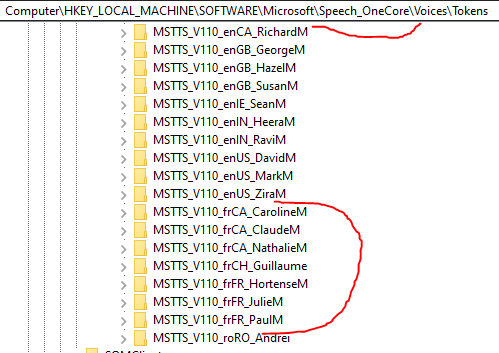 Computer\HKEY_LOCAL_MACHINE\SOFTWARE\Microsoft\Speech_OneCore\Voices\Tokens
MSTTS_V110_enCA_RichardM
MSTTS_V110_enGB_GeorgeM
MSTTS_V110_enGB_HazelM
MSTTS_V110_enGB_SusanM
MSTTS_V110_enIE_SeanM
MSTTS_V110_enIN_HeeraM
MSTTS_V110_enIN_RaviM
MSTTS_V110_enUS_DavidM
MSTTS_V110_enUS_MarkM
MSTTS_V110_enUS_ZiraM
MSTTS_V110_frCA_CarolineM
MSTTS_V110_frCA_ClaudeM
MSTTS_V110_frCA_NathalieM
MSTTS_V110_frCH_Guillaume
MSTTS_V110_frFR_HortenseM
MSTTS_V110_frFR_JulieM
MSTTS_V110_frFR_PaulM
MSTTS_V110_roRO_Andrei